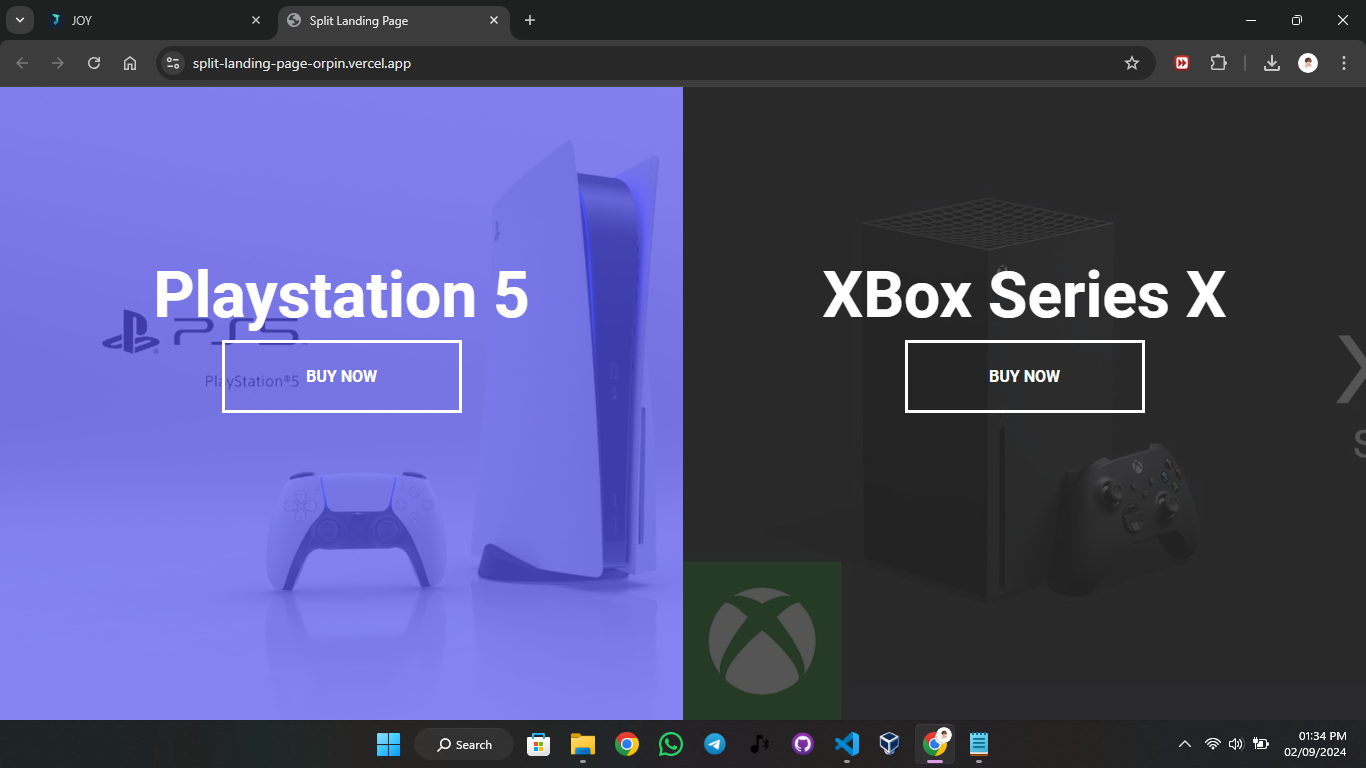 JOY
Split Landing Page
split-landing-page-orpin.vercel.app
Playstation 5
PS5
PlayStation®5
BUY NOW
XBox Series X
BUY NOW
X
S
Search
01:34 PM
02/09/2024